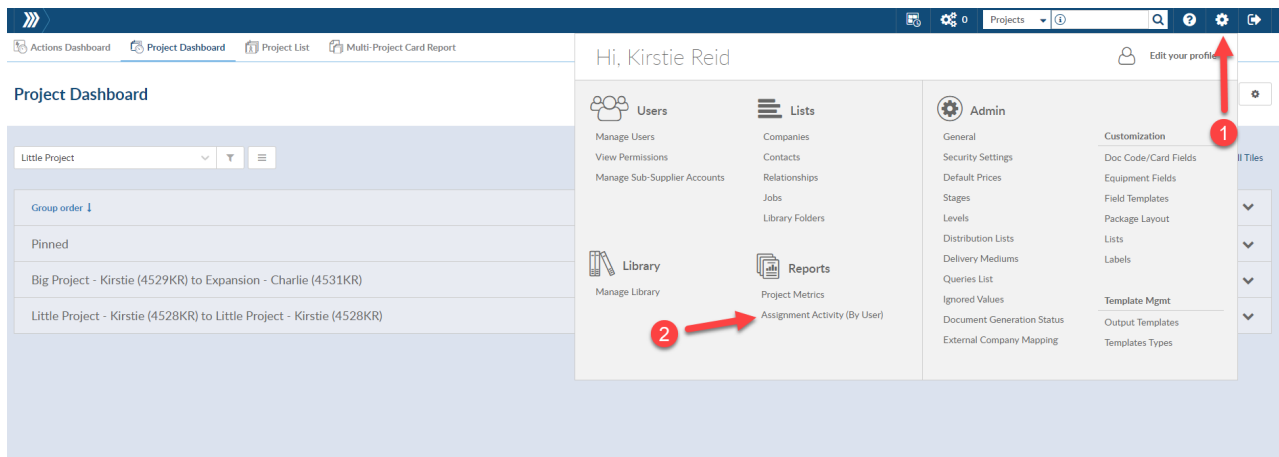 0
Projects
Actions Dashboard
Project Dashboard
Project List
Multi-Project Card Report
Hi, Kirstie Reid
Edit your profile
Project Dashboard
1
Users
Manage Users
View Permissions
Manage Sub-Supplier Accounts
Lists
Companies
Contacts
Relationships
Jobs
Library Folders
Library
Manage Library
Reports
Project Metrics
Assignment Activity (By User)
2
Admin
General
Security Settings
Default Prices
Stages
Levels
Distribution Lists
Delivery Mediums
Queries List
Ignored Values
Document Generation Status
External Company Mapping
Customization
Doc Code/Card Fields
Equipment Fields
Field Templates
Package Layout
Lists
Labels
Template Mgmt
Output Templates
Templates Types
Little Project
ll Tiles
Group order
Pinned
Big Project - Kirstie (4529KR) to Expansion - Charlie (4531KR)
Little Project - Kirstie (4528KR) to Little Project - Kirstie (4528KR)